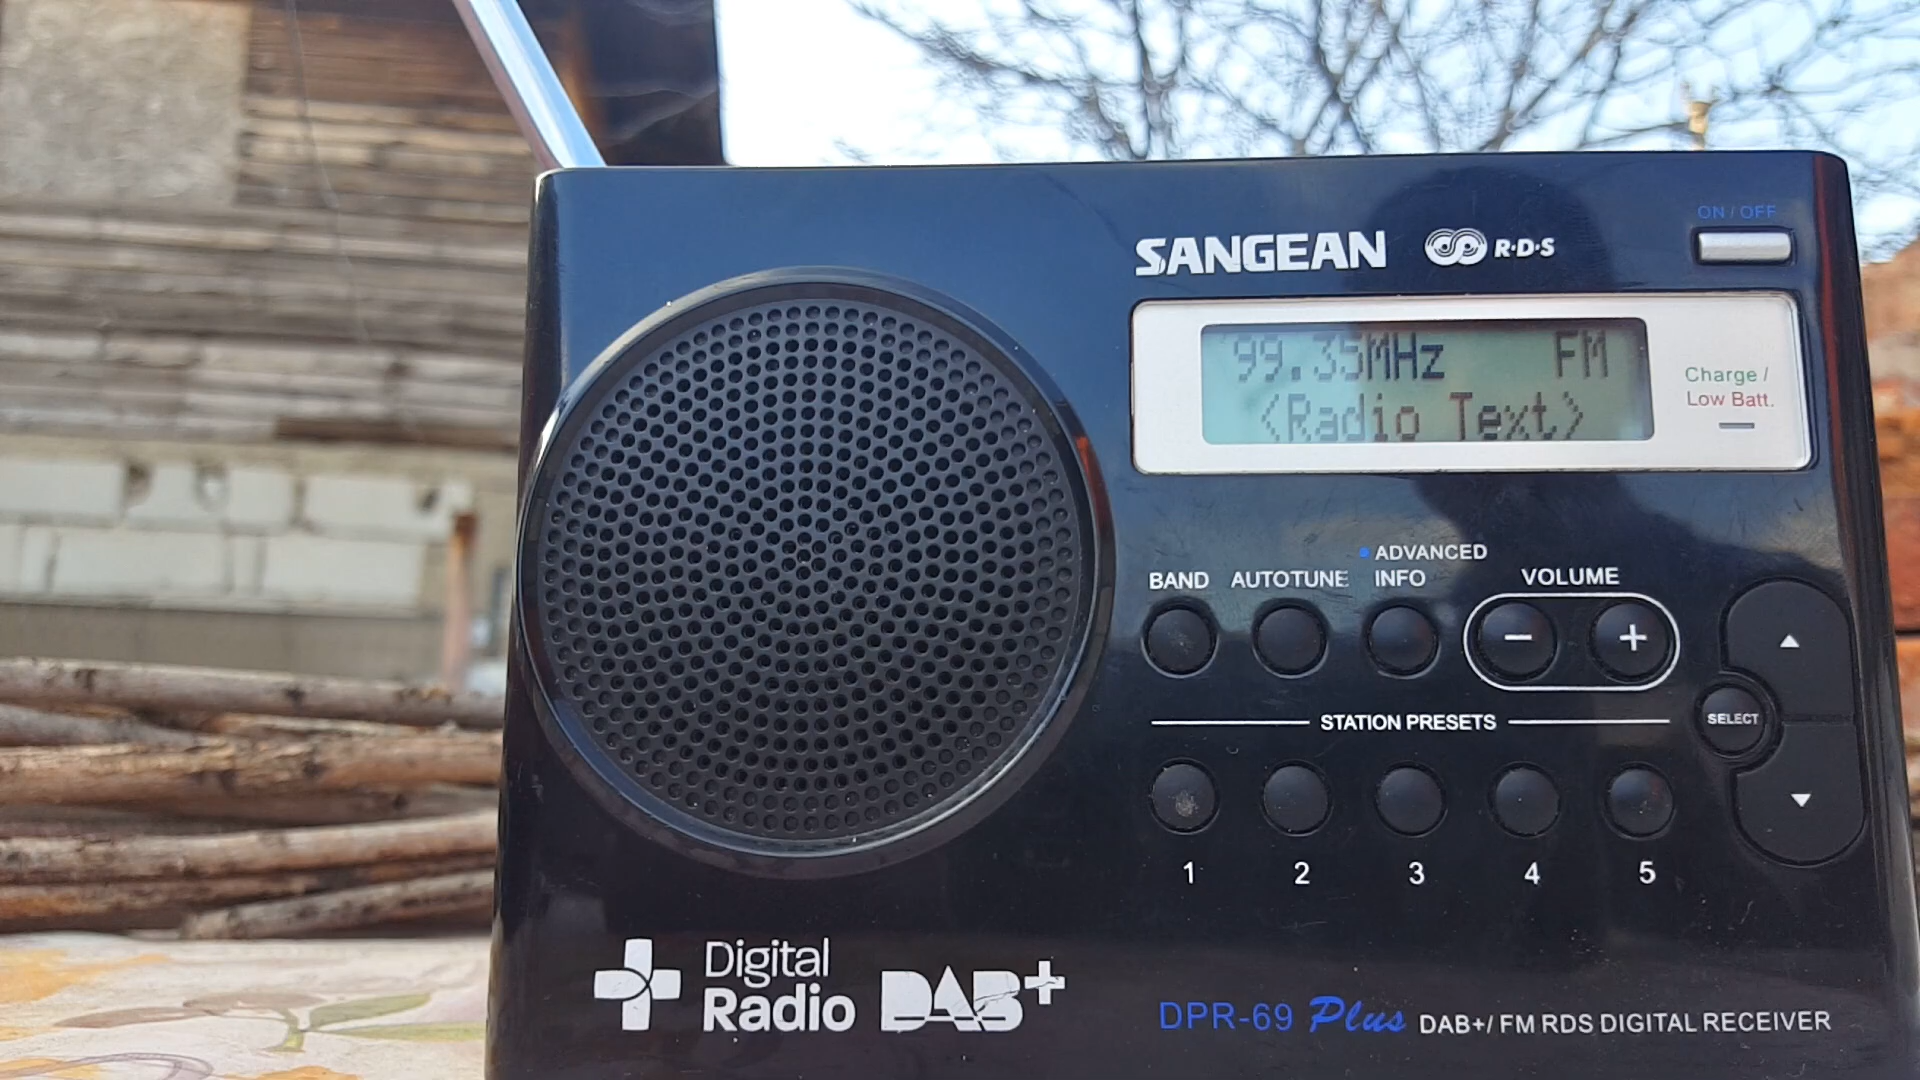 SANGEAN R·D·S
ON / OFF
99.35MHz FM
<Radio Text>
Charge /
Low Batt.
ADVANCED
BAND AUTOTUNE INFO VOLUME
− +
STATION PRESETS
SELECT
1 2 3 4 5
Digital
Radio DAB+
DPR-69 Plus DAB+/ FM RDS DIGITAL RECEIVER